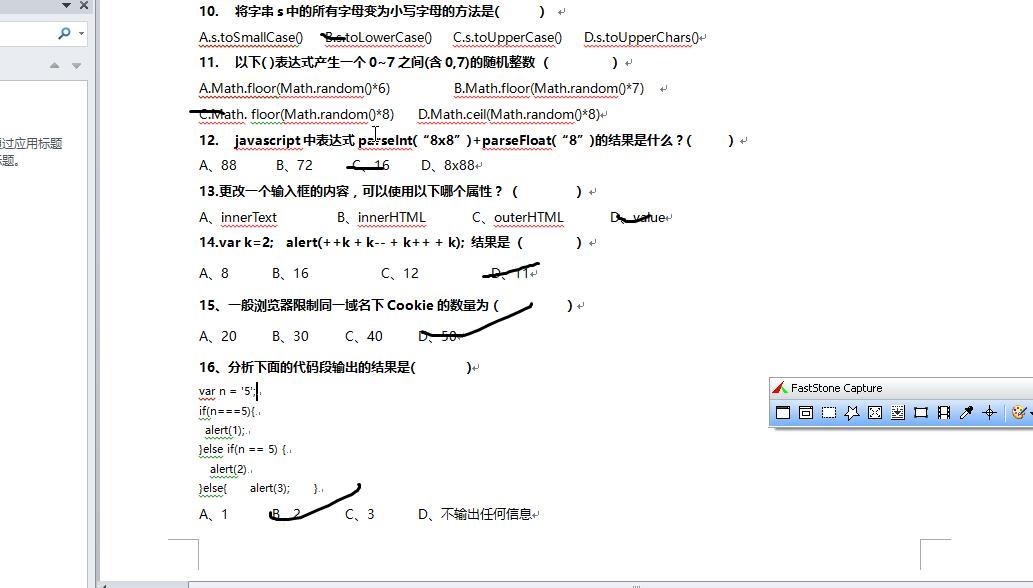 10. 将字串 s 中的所有字母变为小写字母的方法是( )
A.s.toSmallCase() B.s.toLowerCase() C.s.toUpperCase() D.s.toUpperChars()
11. 以下( )表达式产生一个 0~7 之间(含 0,7)的随机整数 ( )
A.Math.floor(Math.random()*6) B.Math.floor(Math.random()*7)
C.Math. floor(Math.random()*8) D.Math.ceil(Math.random()*8)
过应用标题
示题。
12. javascript 中表达式 parseInt( “8x8” )+parseFloat( “8” )的结果是什么？( )
A、88 B、72 C、16 D、8x88
13.更改一个输入框的内容，可以使用以下哪个属性？ ( )
A、innerText B、innerHTML C、outerHTML D、value
14.var k=2; alert(++k + k-- + k++ + k); 结果是 ( )
A、8 B、16 C、12 D、11
15、一般浏览器限制同一域名下 Cookie 的数量为 ( )
A、20 B、30 C、40 D、50
16、分析下面的代码段输出的结果是( )
var n = '5';
if(n===5){
alert(1);
}else if(n == 5) {
alert(2)
}else{ alert(3); }
A、1 B、2 C、3 D、不输出任何信息
FastStone Capture